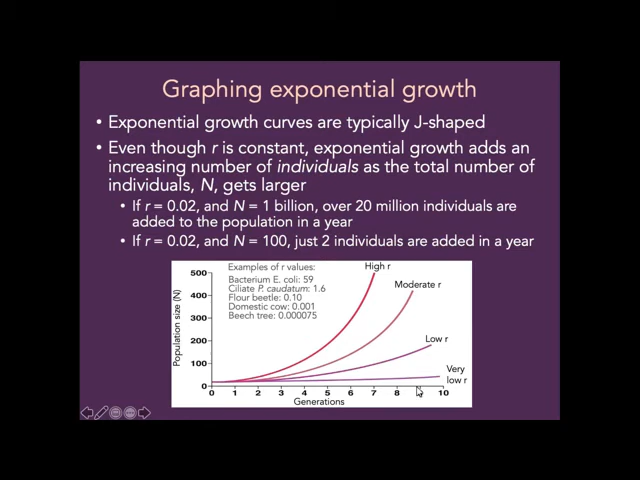 Graphing exponential growth
• Exponential growth curves are typically J-shaped
• Even though r is constant, exponential growth adds an
increasing number of individuals as the total number of
individuals, N, gets larger
• If r = 0.02, and N = 1 billion, over 20 million individuals are
added to the population in a year
• If r = 0.02, and N = 100, just 2 individuals are added in a year
Examples of r values:
Bacterium E. coli: 59
Ciliate P. caudatum: 1.6
Flour beetle: 0.10
Domestic cow: 0.001
Beech tree: 0.000075
High r
Moderate r
Low r
Very
low r
Population size (N)
500
400
300
200
100
0
0 1 2 3 4 5 6 7 8 10
Generations